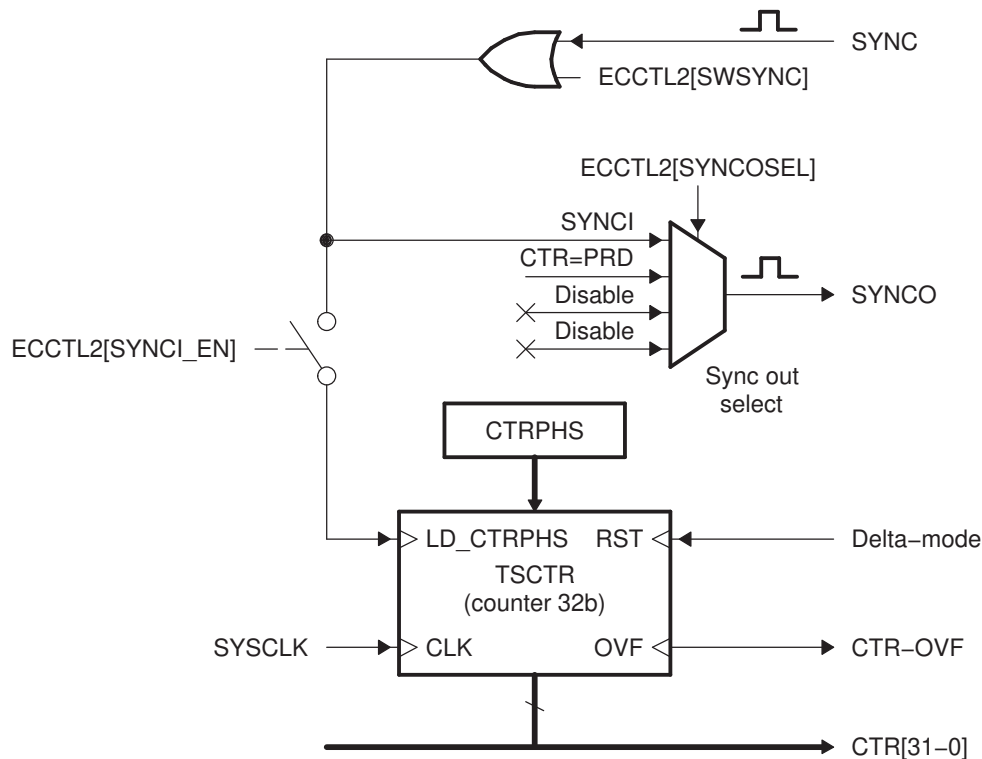 SYNC
ECCTL2[SWSYNC]
ECCTL2[SYNCOSEL]
SYNCI
CTR=PRD
Disable
SYNCO
Disable
ECCTL2[SYNCI_EN]
Sync out
select
CTRPHS
LD_CTRPHS
RST
Delta−mode
TSCTR
(counter 32b)
SYSCLK
CLK
OVF
CTR−OVF
CTR[31−0]